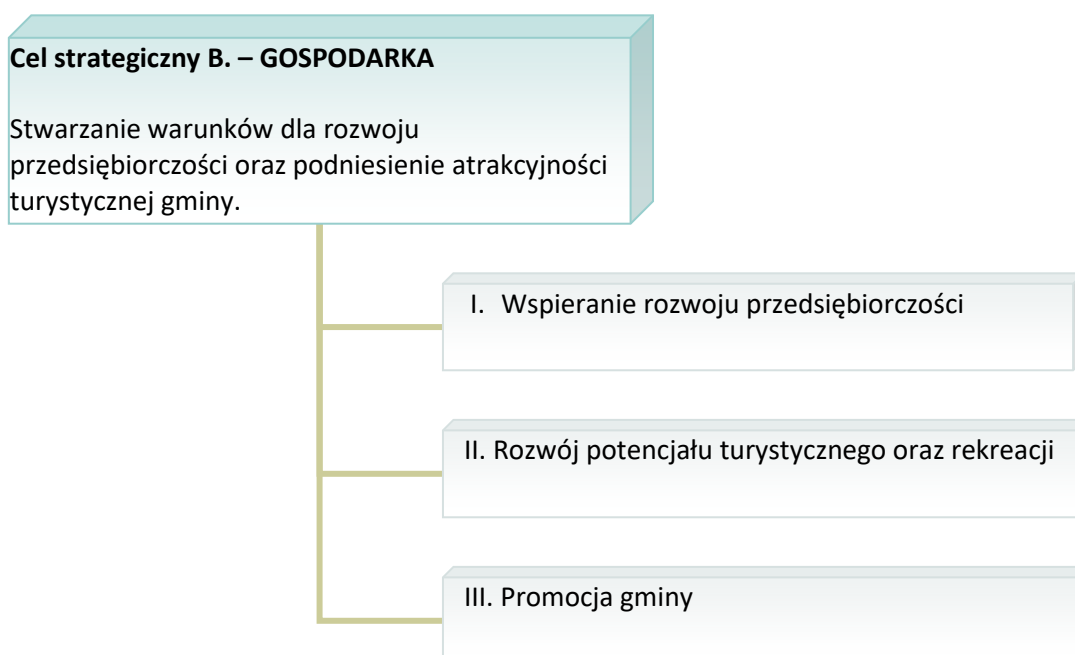 Cel strategiczny B. – GOSPODARKA
Stwarzanie warunków dla rozwoju
przedsiębiorczości oraz podniesienie atrakcyjności
turystycznej gminy.
I. Wspieranie rozwoju przedsiębiorczości
II. Rozwój potencjału turystycznego oraz rekreacji
III. Promocja gminy